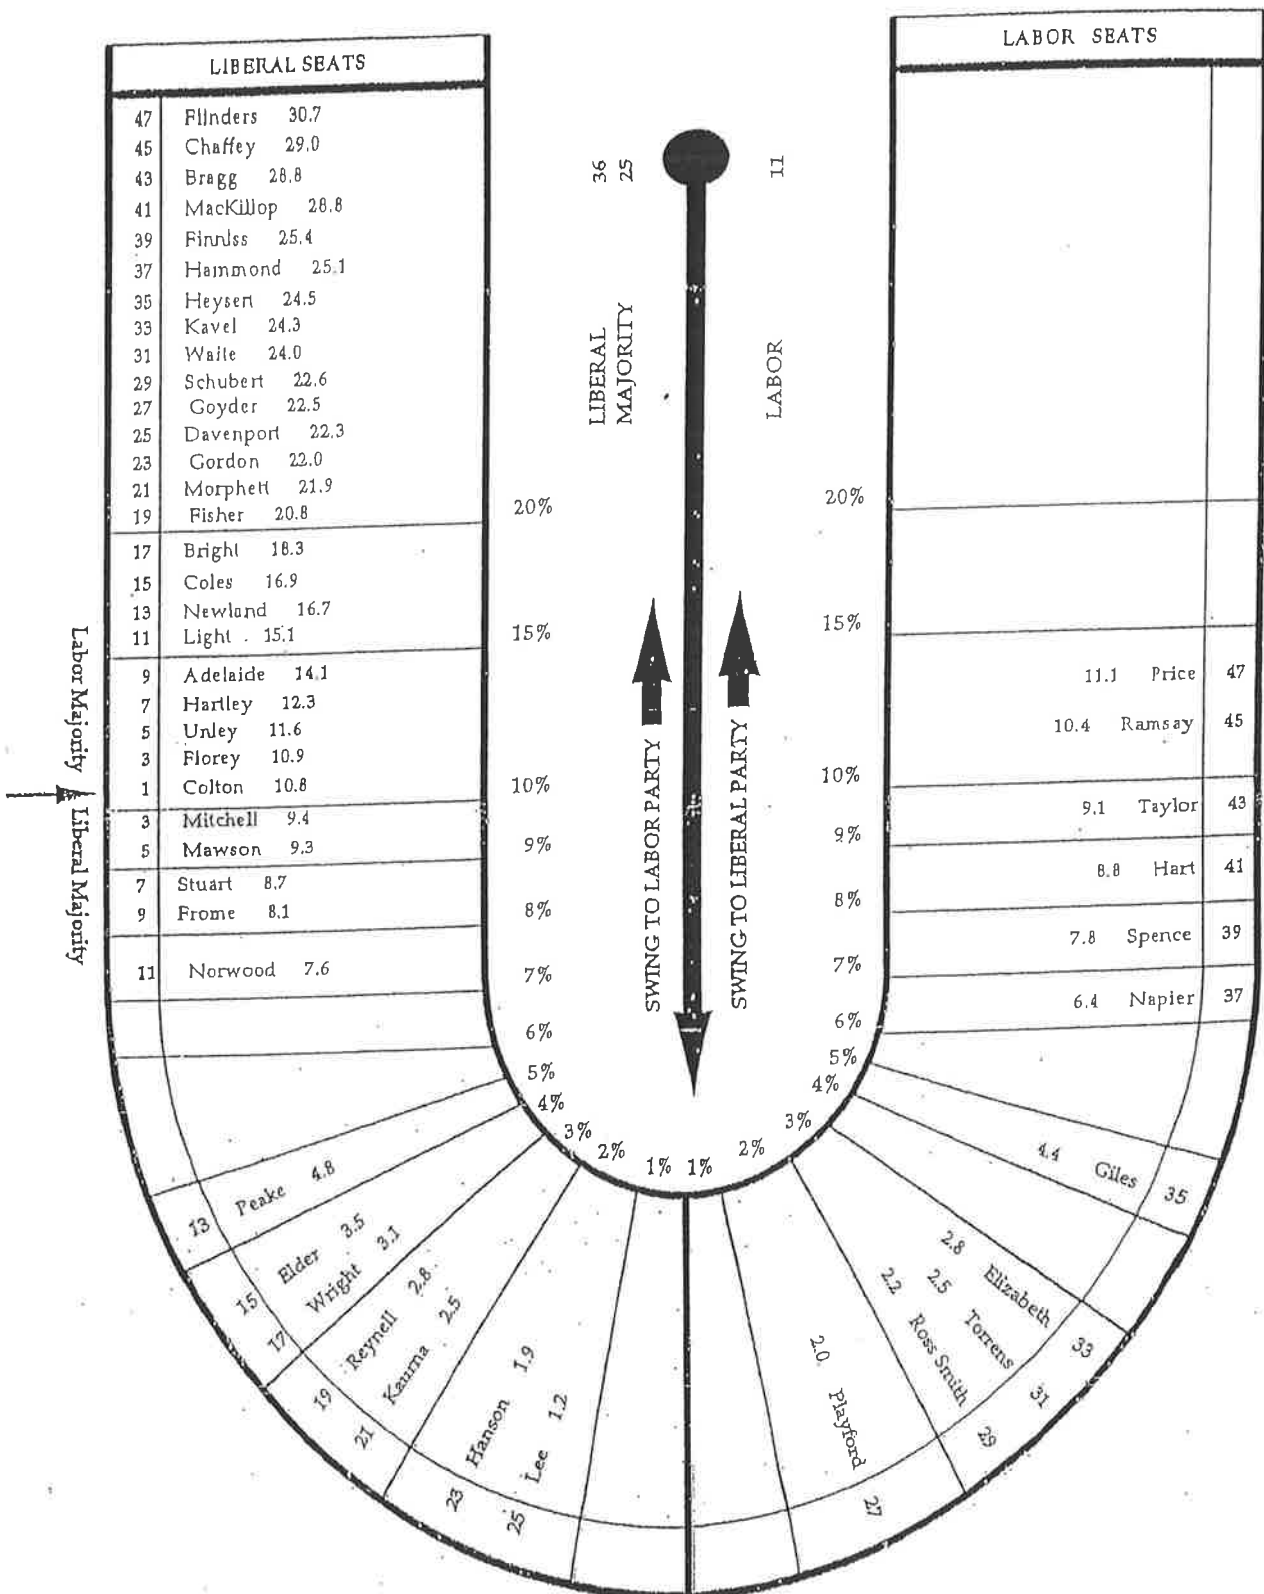 LIBERAL SEATS
47 Flinders 30.7
45 Chaffey 29.0
43 Bragg 28.8
41 MacKillop 28.8
39 Finniss 25.4
37 Hammond 25.1
35 Heysen 24.5
33 Kavel 24.3
31 Waite 24.0
29 Schubert 22.6
27 Goyder 22.5
25 Davenport 22.3
23 Gordon 22.0
21 Morphett 21.9
19 Fisher 20.8
17 Bright 18.3
15 Coles 16.9
13 Newland 16.7
11 Light 15.1
9 Adelaide 14.1
7 Hartley 12.3
5 Unley 11.6
3 Florey 10.9
1 Colton 10.8
3 Mitchell 9.4
5 Mawson 9.3
7 Stuart 8.7
9 Frome 8.1
11 Norwood 7.6
13 Peake 4.8
15 Elder 3.5
17 Wright 3.1
19 Reynell 2.8
21 Kaurna 2.5
23 Hanson 1.9
25 Lee 1.2
Labor Majority
Liberal Majority
20%
15%
10%
9%
8%
7%
6%
5%
4%
3%
2%
1%
LIBERAL 36
MAJORITY 25
LABOR 11
SWING TO LABOR PARTY
SWING TO LIBERAL PARTY
20%
15%
10%
9%
8%
7%
6%
5%
4%
3%
2%
1%
LABOR SEATS
11.1 Price 47
10.4 Ramsay 45
9.1 Taylor 43
8.8 Hart 41
7.8 Spence 39
6.4 Napier 37
4.4 Giles 35
2.8 Elizabeth 33
2.5 Torrens 31
2.2 Ross Smith 29
2.0 Playford 27